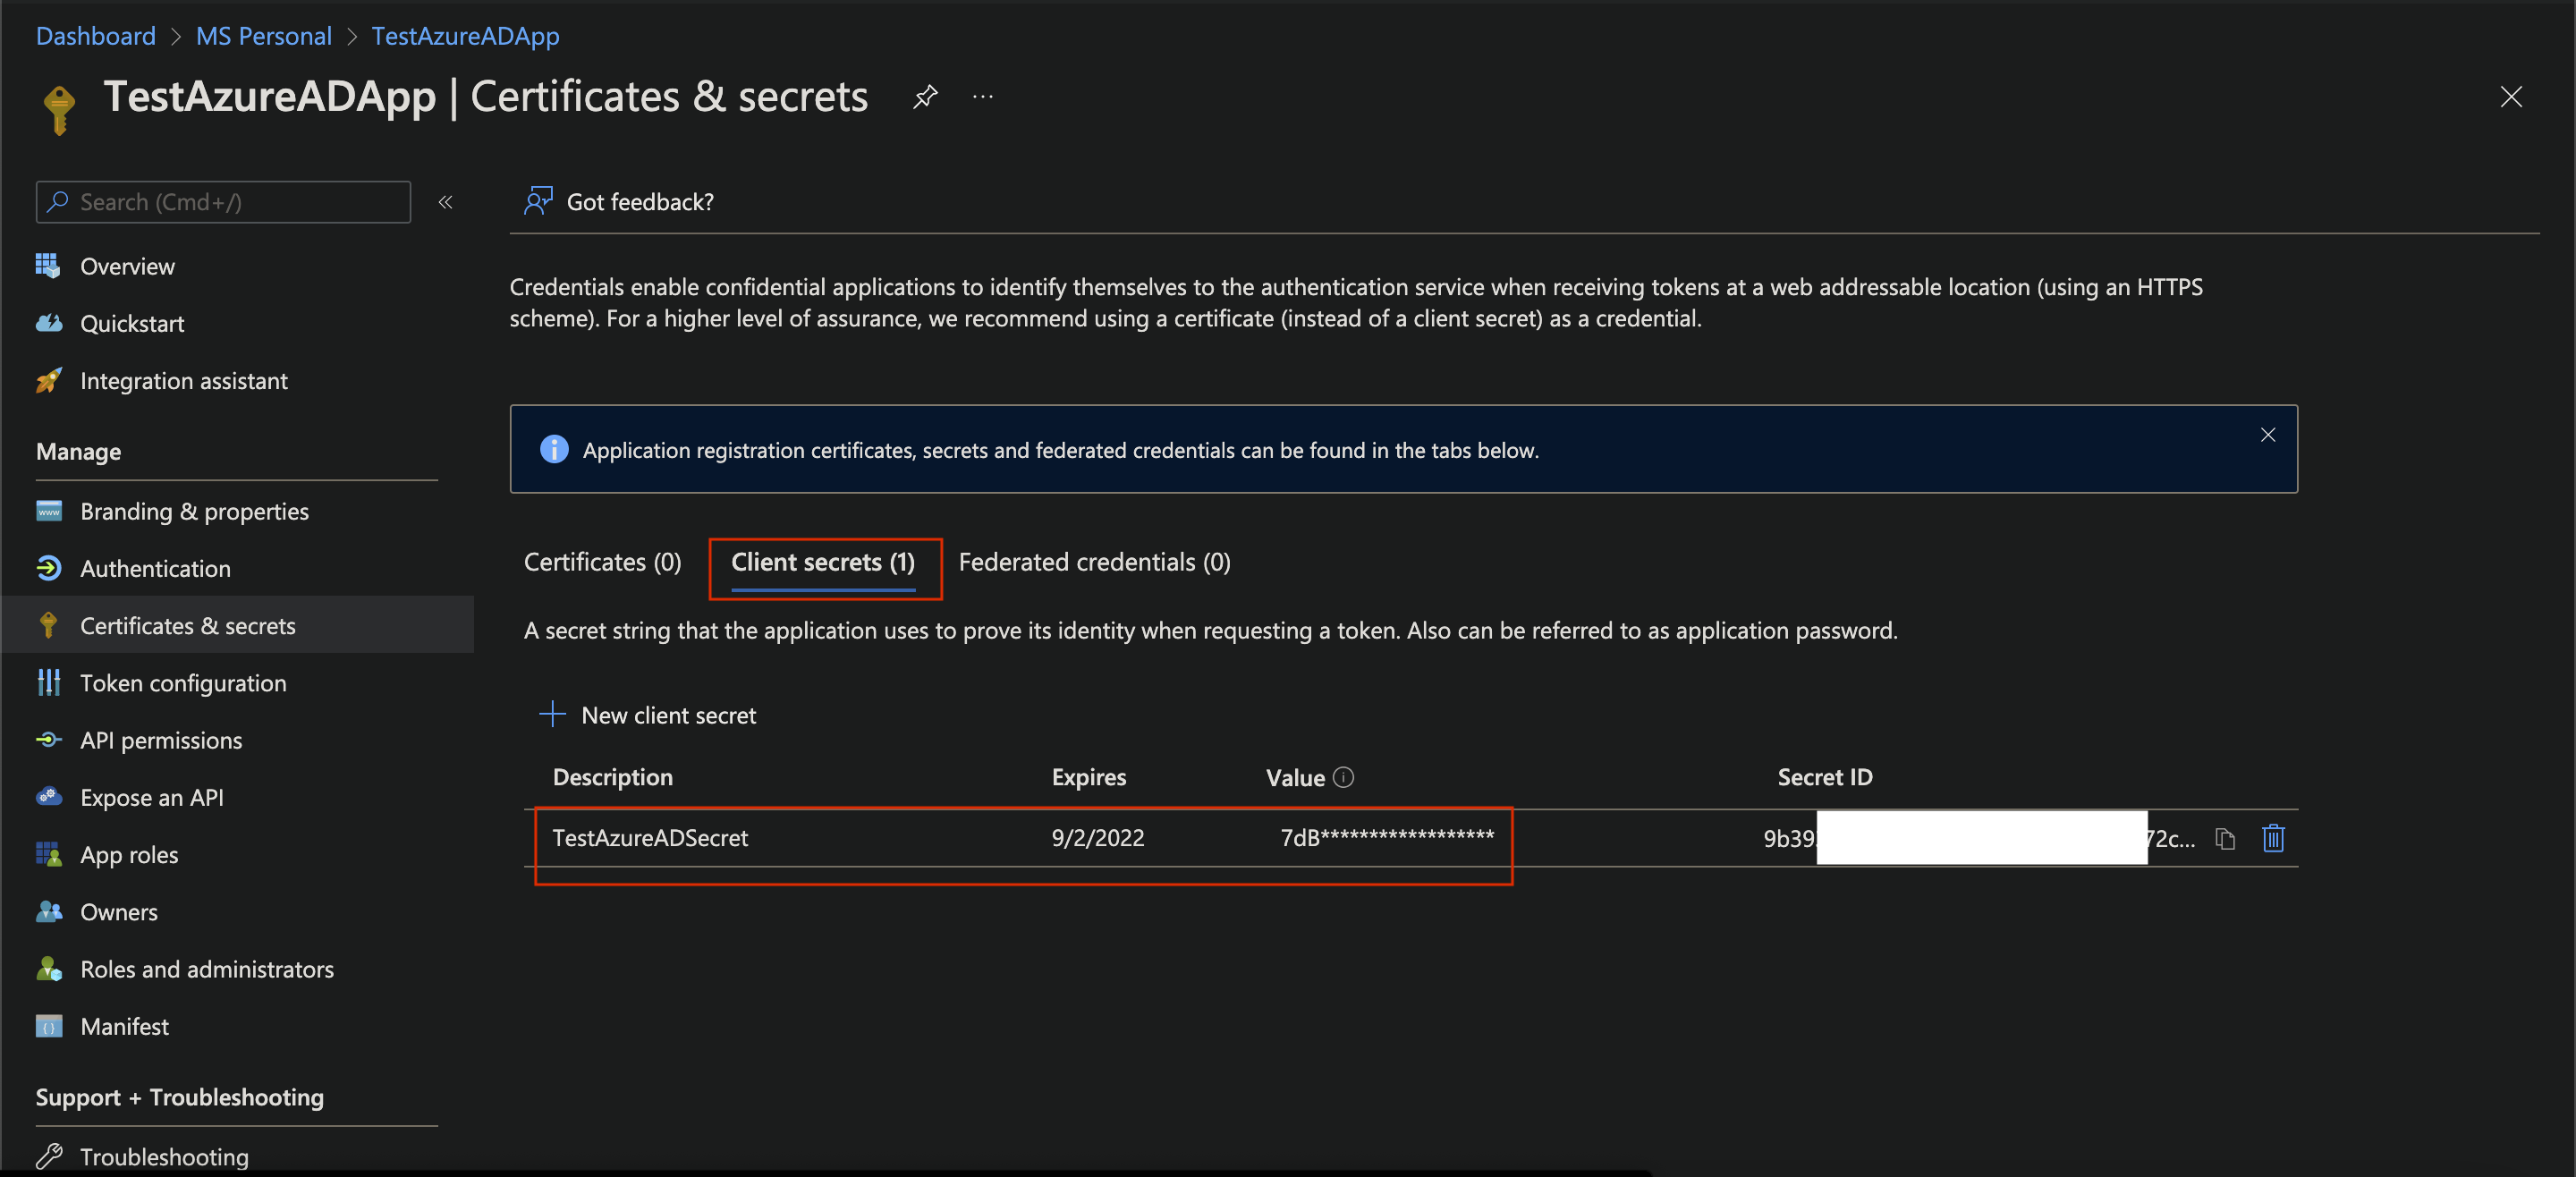 Dashboard > MS Personal > TestAzureADApp
TestAzureADApp | Certificates & secrets
Search (Cmd+/)
Got feedback?
Overview
Quickstart
Integration assistant
Manage
Branding & properties
Authentication
Certificates & secrets
Token configuration
API permissions
Expose an API
App roles
Owners
Roles and administrators
Manifest
Support + Troubleshooting
Troubleshooting
Credentials enable confidential applications to identify themselves to the authentication service when receiving tokens at a web addressable location (using an HTTPS
scheme). For a higher level of assurance, we recommend using a certificate (instead of a client secret) as a credential.
Application registration certificates, secrets and federated credentials can be found in the tabs below.
Certificates (0) Client secrets (1) Federated credentials (0)
A secret string that the application uses to prove its identity when requesting a token. Also can be referred to as application password.
New client secret
Description Expires Value Secret ID
TestAzureADSecret 9/2/2022 7dB****************** 9b39 72c...